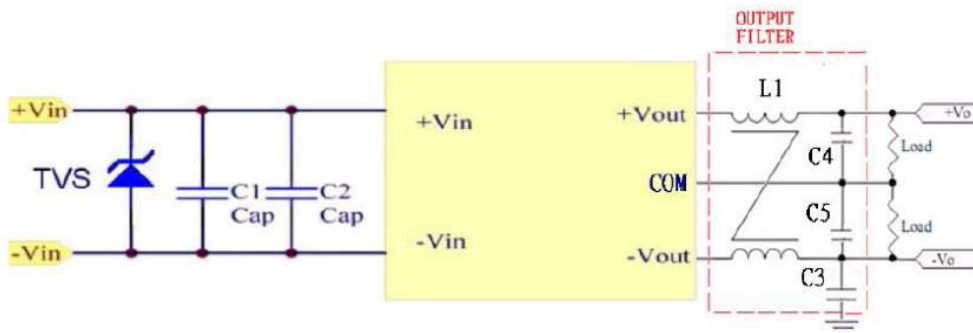 OUTPUT
FILTER
L1
+Vin
+Vin
+Vout
+Vo
Load
C4
TVS
C1
Cap
C2
Cap
COM
C5
Load
-Vin
-Vin
-Vout
-Vo
C3